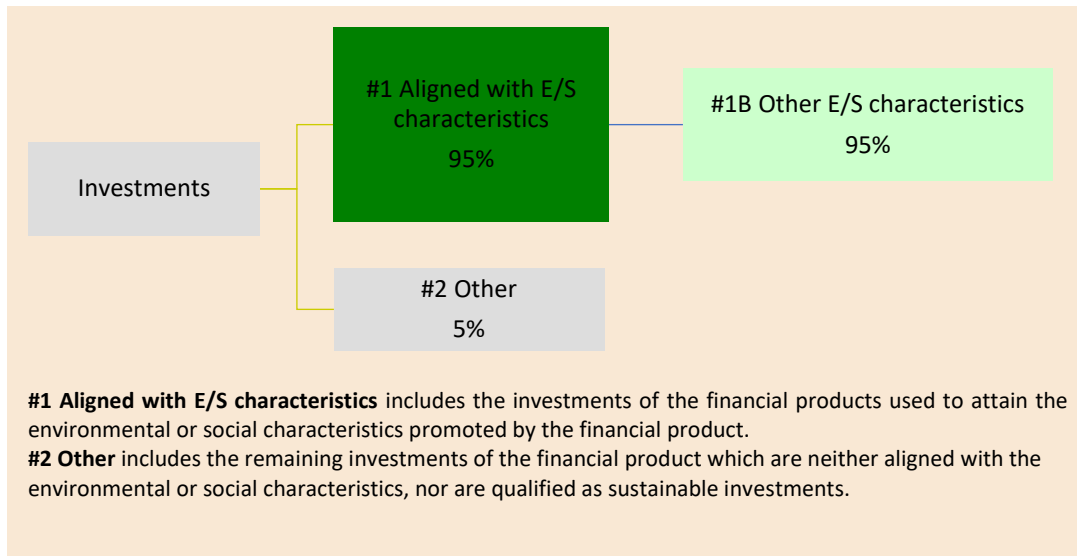 #1 Aligned with E/S
characteristics
95%
#1B Other E/S characteristics
95%
Investments
#2 Other
5%
#1 Aligned with E/S characteristics includes the investments of the financial products used to attain the
environmental or social characteristics promoted by the financial product.
#2 Other includes the remaining investments of the financial product which are neither aligned with the
environmental or social characteristics, nor are qualified as sustainable investments.